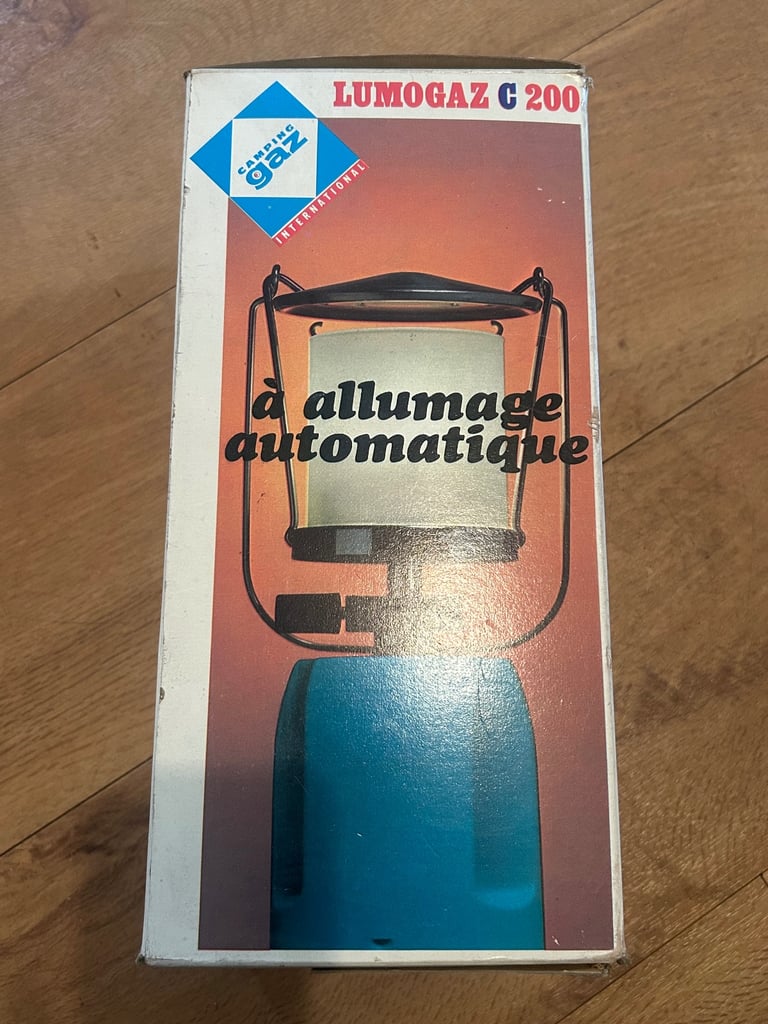 LUMOGAZ C 200
CAMPING
gaz
INTERNATIONAL
à allumage
automatique